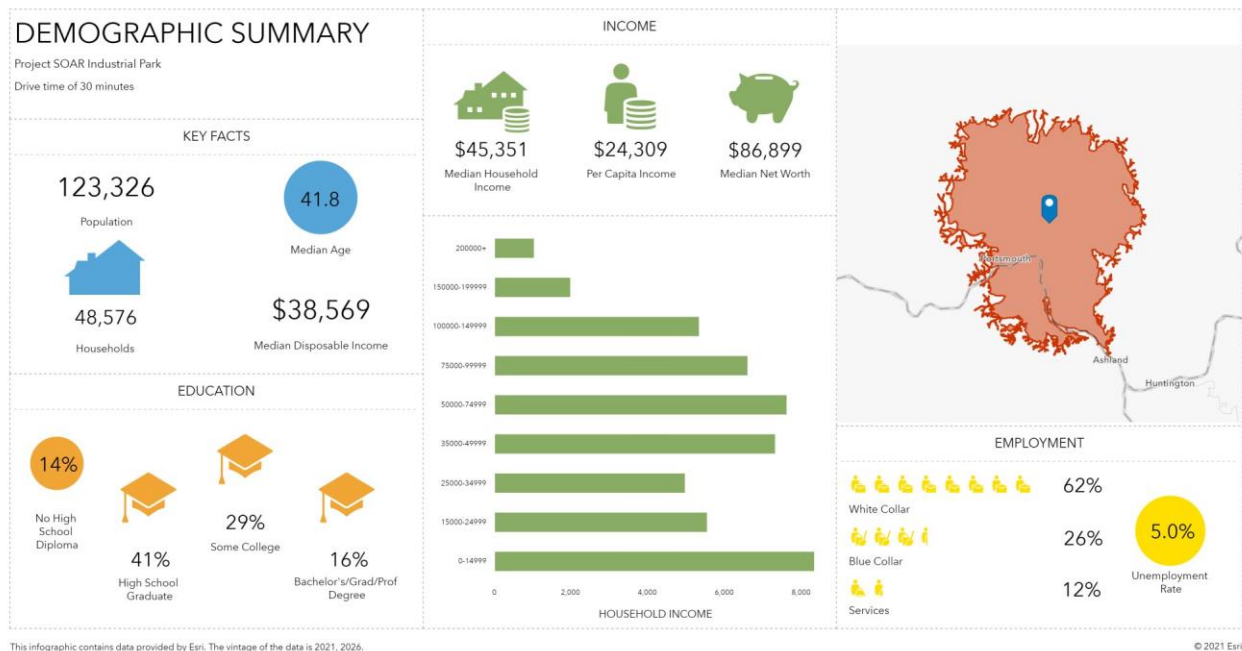 DEMOGRAPHIC SUMMARY
Project SOAR Industrial Park
Drive time of 30 minutes
KEY FACTS
123,326
Population
41.8
Median Age
48,576
Households
$38,569
Median Disposable Income
EDUCATION
14%
No High
School
Diploma
41%
High School
Graduate
29%
Some College
16%
Bachelor's/Grad/Prof
Degree
INCOME
$45,351
Median Household
Income
$24,309
Per Capita Income
$86,899
Median Net Worth
200000+
150000-199999
100000-149999
75000-99999
50000-74999
35000-49999
25000-34999
15000-24999
0-14999
0 2,000 4,000 6,000 8,000
HOUSEHOLD INCOME
Portsmouth
Ashland
Huntington
EMPLOYMENT
62%
White Collar
26%
Blue Collar
12%
Services
5.0%
Unemployment
Rate
This infographic contains data provided by Esri. The vintage of the data is 2021, 2026.
© 2021 Esri